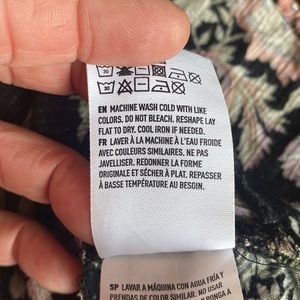 30
30
EN MACHINE WASH COLD WITH LIKE
COLORS. DO NOT BLEACH. RESHAPE LAY
FLAT TO DRY. COOL IRON IF NEEDED.
FR LAVER À LA MACHINE À L'EAU FROIDE
AVEC COULEURS SIMILAIRES. NE PAS
JAVELLISER. REDONNER LA FORME
ORIGINALE ET SÉCHER À PLAT. REPASSER
À BASSE TEMPÉRATURE AU BESOIN.
SP LAVAR A MÁQUINA CON AGUA FRÍA Y
PRENDAS DE COLOR SIMILAR. NO USAR